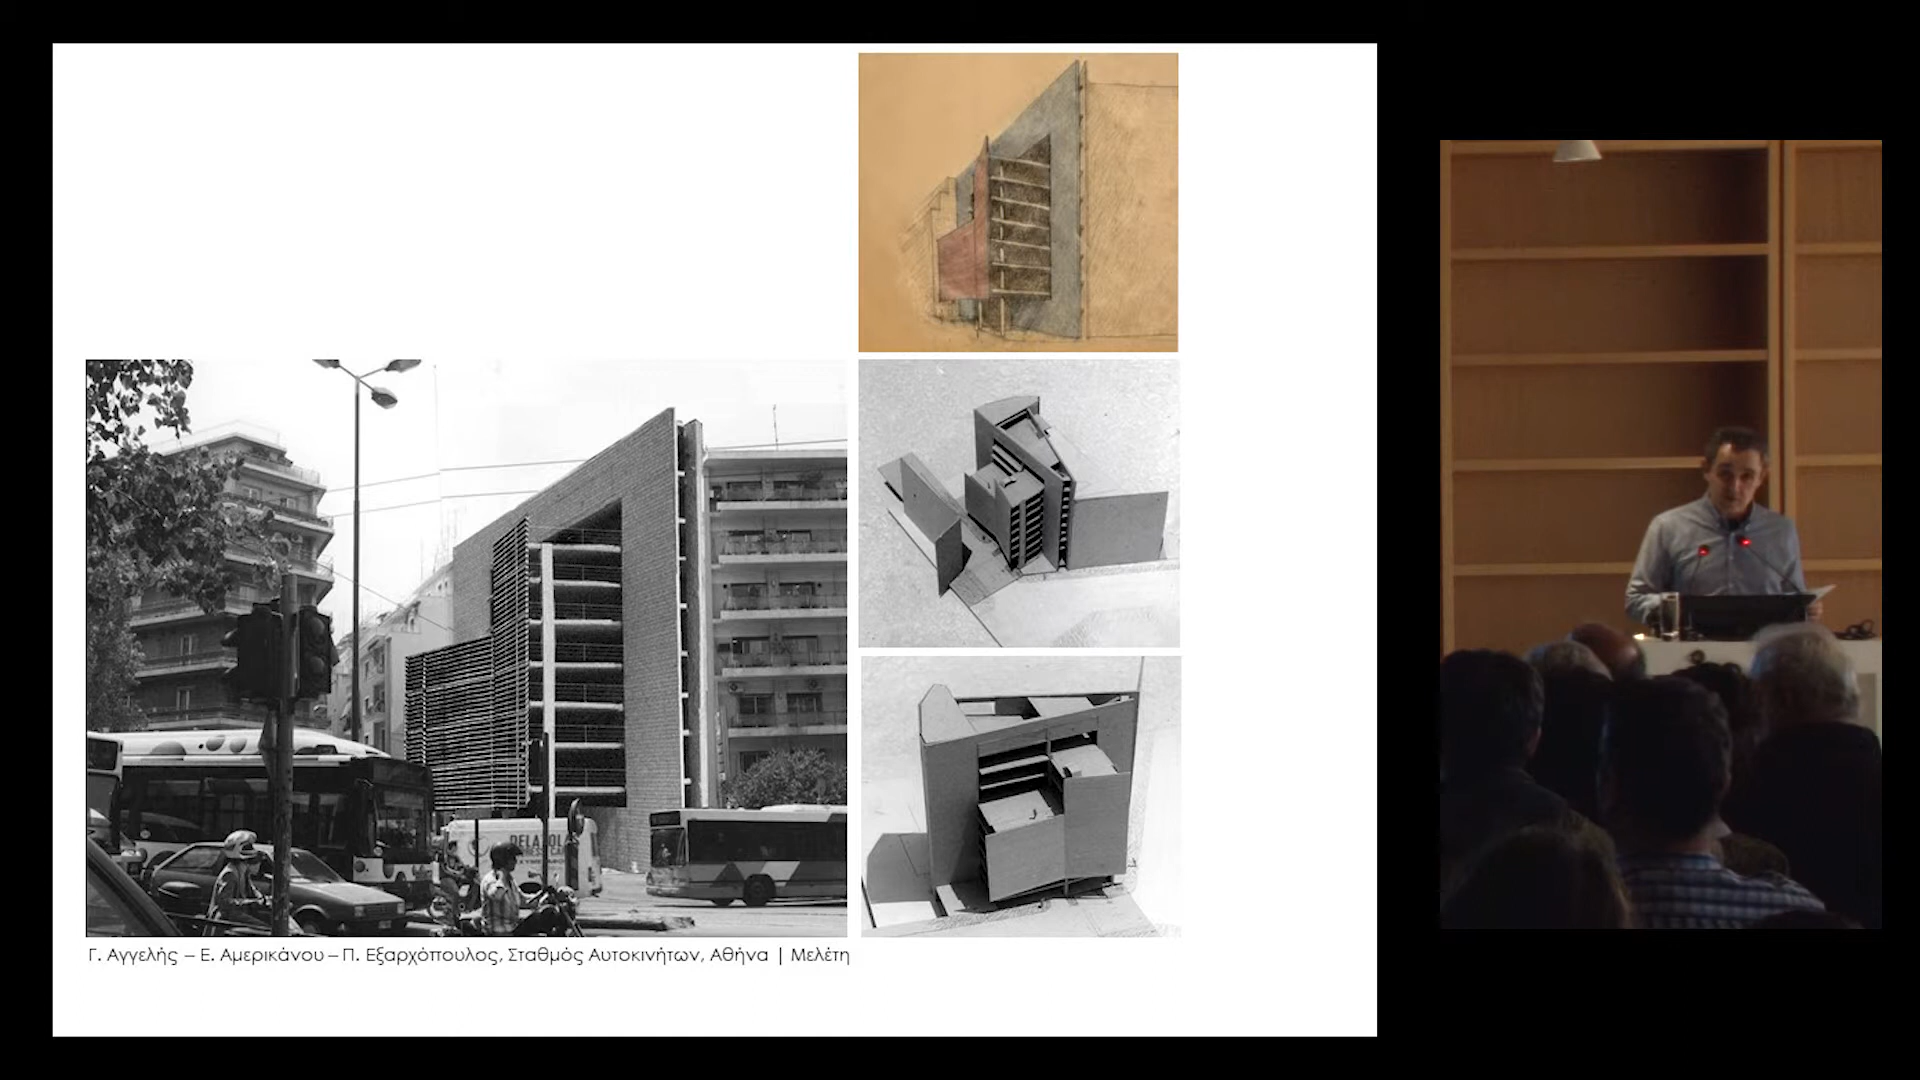 Γ. Αγγελής – Ε. Αμερικάνου – Π. Εξαρχόπουλος, Σταθμός Αυτοκινήτων, Αθήνα | Μελέτη